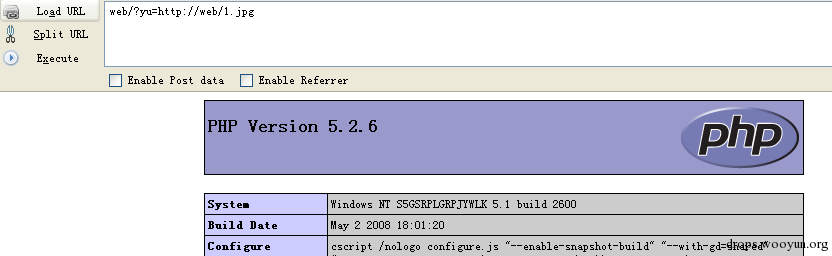 Load URL
web/?yu=http://web/1.jpg
Split URL
Execute
Enable Post data Enable Referrer
PHP Version 5.2.6
php
System Windows NT S5GSRPLGRPJYWLK 5.1 build 2600
Build Date May 2 2008 18:01:20
Configure cscript /nologo configure.js "--enable-snapshot-build" "--with-gd=shared"
drops.wooyun.org